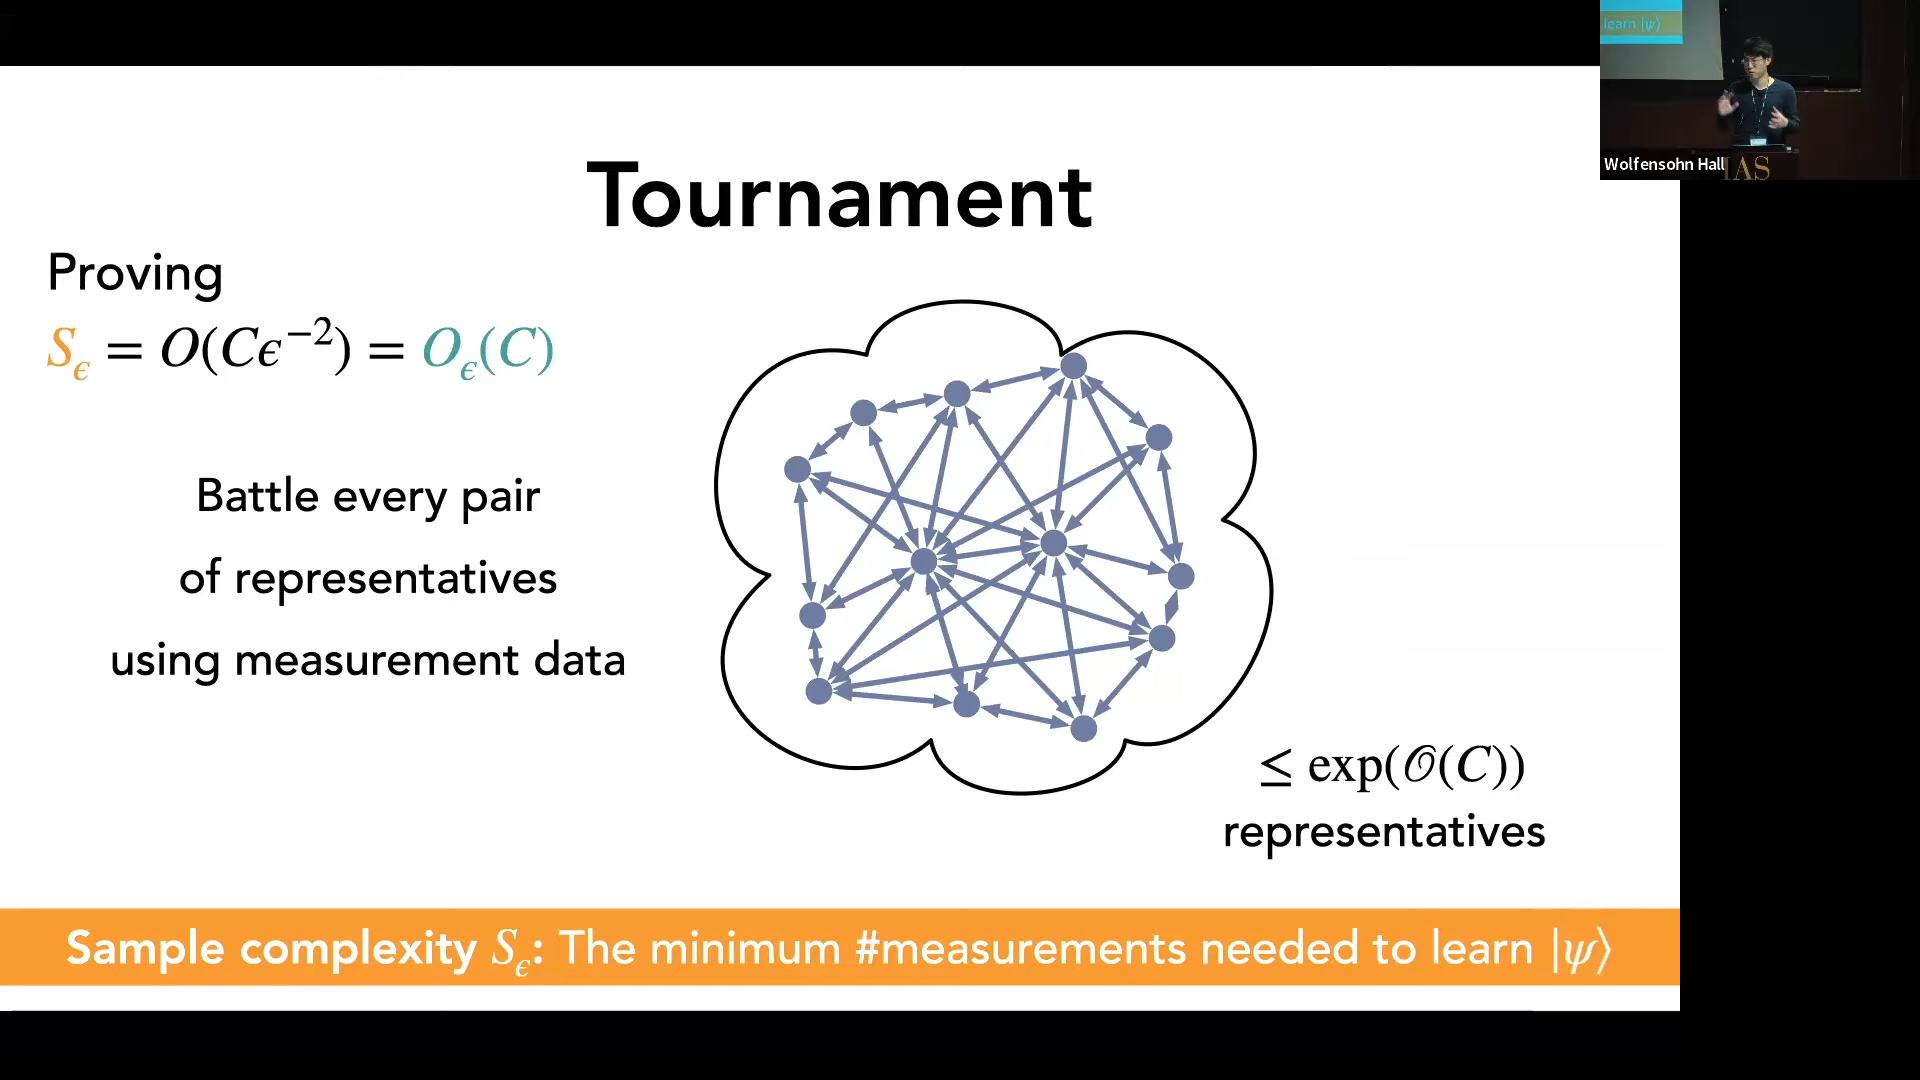 learn |ψ⟩
Wolfensohn Hall
IAS
Tournament
Proving
S_ϵ = O(Cϵ⁻²) = O_ϵ(C)
Battle every pair
of representatives
using measurement data
≤ exp(𝒪(C))
representatives
Sample complexity S_ϵ: The minimum #measurements needed to learn |ψ⟩